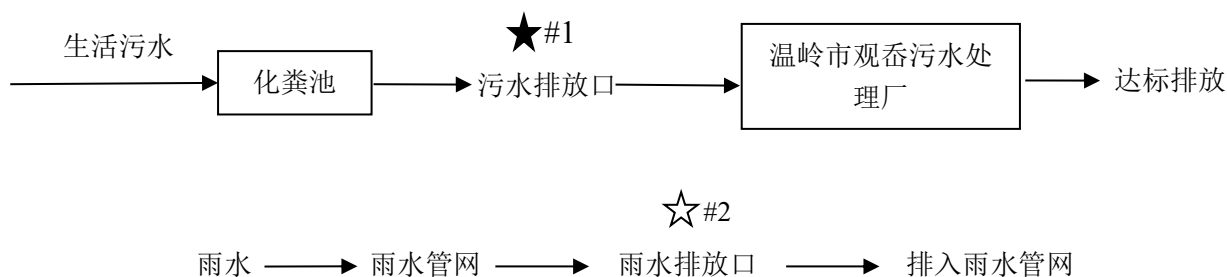 ★#1
生活污水
化粪池
污水排放口
温岭市观岙污水处
理厂
达标排放
☆#2
雨水
雨水管网
雨水排放口
排入雨水管网